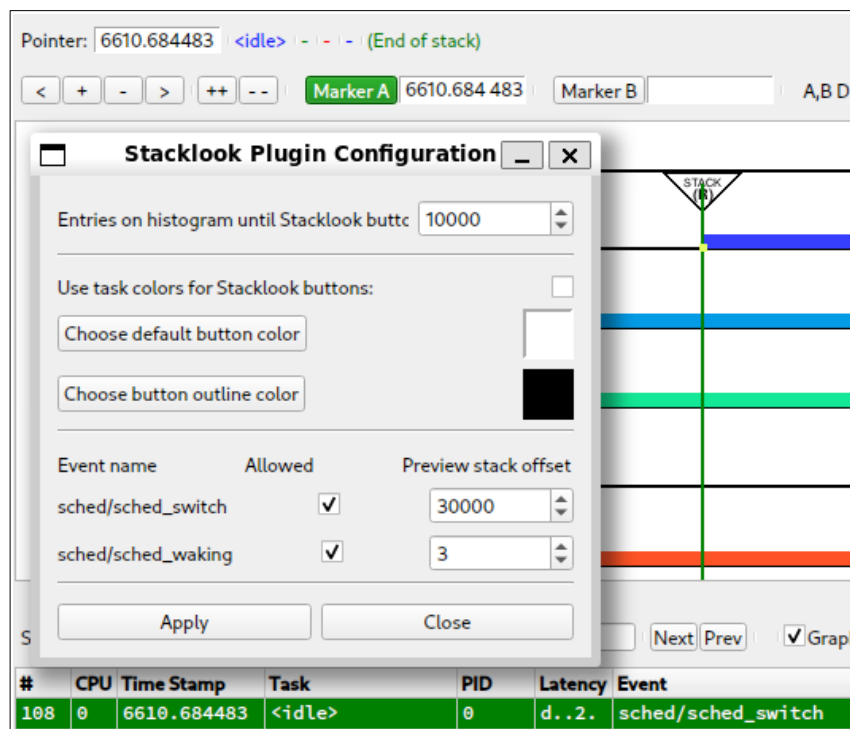 Pointer: 6610.684483 <idle> - - - (End of stack)
< + - > ++ -- Marker A 6610.684 483 Marker B A,B D
Stacklook Plugin Configuration
STACK
(R)
Entries on histogram until Stacklook buttc 10000
Use task colors for Stacklook buttons:
Choose default button color
Choose button outline color
Event name Allowed Preview stack offset
sched/sched_switch 30000
sched/sched_waking 3
Apply Close
S Next Prev Grap
# CPU Time Stamp Task PID Latency Event
108 0 6610.684483 <idle> 0 d..2. sched/sched_switch